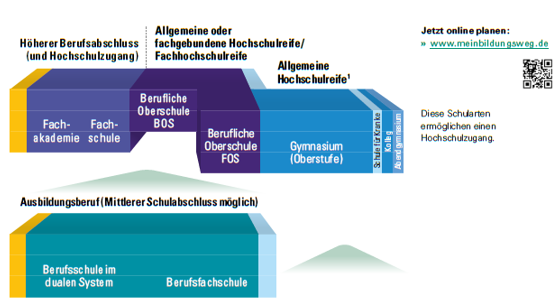 Höherer Berufsabschluss
(und Hochschulzugang)
Allgemeine oder
fachgebundene Hochschulreife/
Fachhochschulreife
Allgemeine
Hochschulreife¹
Jetzt online planen:
» www.meinbildungsweg.de
Diese Schularten
ermöglichen einen
Hochschulzugang.
Fach-
akademie
Fach-
schule
Berufliche
Oberschule
BOS
Berufliche
Oberschule
FOS
Gymnasium
(Oberstufe)
Schule für Kranke
Kolleg
Abendgymnasium
Ausbildungsberuf (Mittlerer Schulabschluss möglich)
Berufsschule im
dualen System
Berufsfachschule